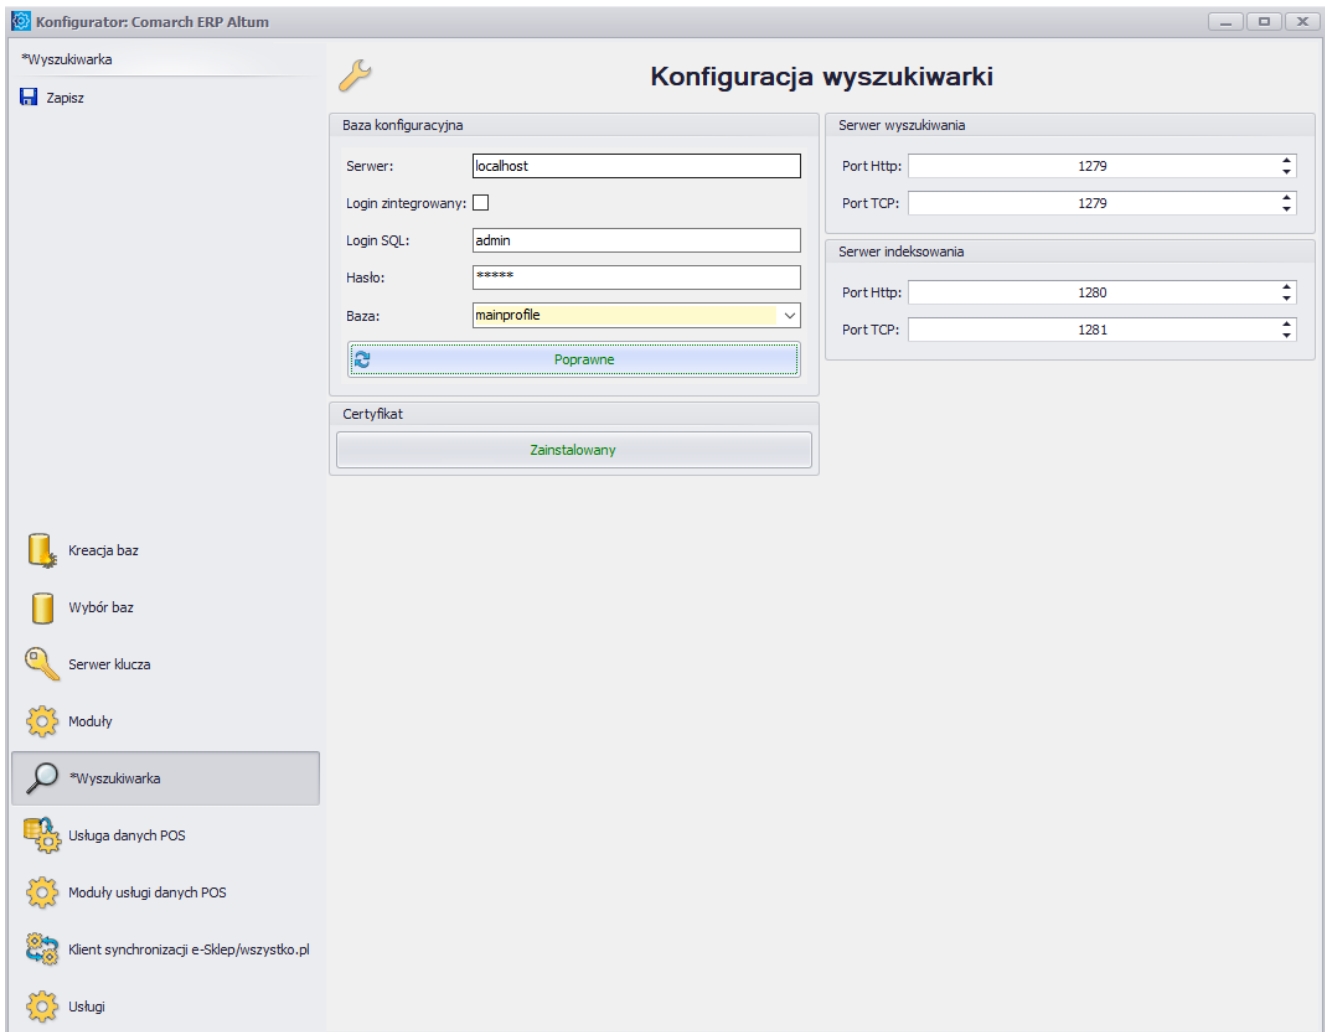 Konfigurator: Comarch ERP Altum
*Wyszukiwarka
Zapisz
Konfiguracja wyszukiwarki
Baza konfiguracyjna
Serwer: localhost
Login zintegrowany:
Login SQL: admin
Hasło: *****
Baza: mainprofile
Poprawne
Certyfikat
Zainstalowany
Serwer wyszukiwania
Port Http: 1279
Port TCP: 1279
Serwer indeksowania
Port Http: 1280
Port TCP: 1281
Kreacja baz
Wybór baz
Serwer klucza
Moduły
*Wyszukiwarka
Usługa danych POS
Moduły usługi danych POS
Klient synchronizacji e-Sklep/wszystko.pl
Usługi